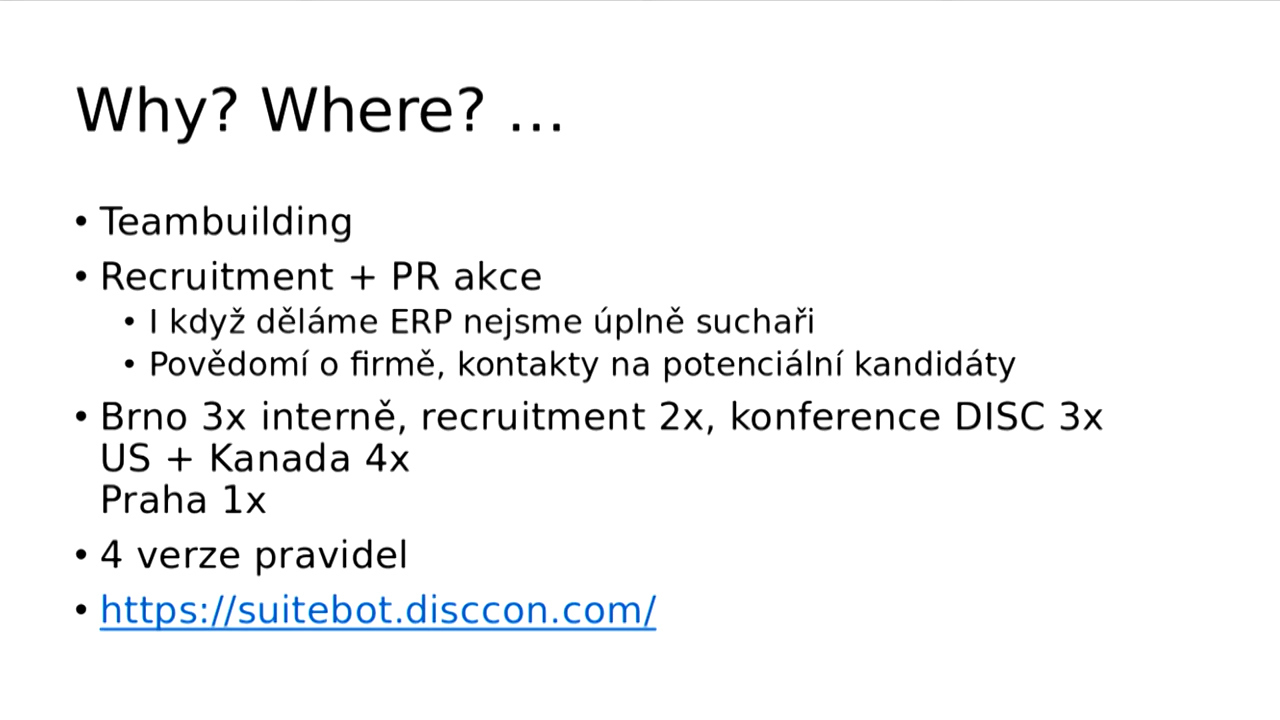 Why? Where? ...
• Teambuilding
• Recruitment + PR akce
• I když děláme ERP nejsme úplně suchaři
• Povědomí o firmě, kontakty na potenciální kandidáty
• Brno 3x interně, recruitment 2x, konference DISC 3x
US + Kanada 4x
Praha 1x
• 4 verze pravidel
• https://suitebot.disccon.com/